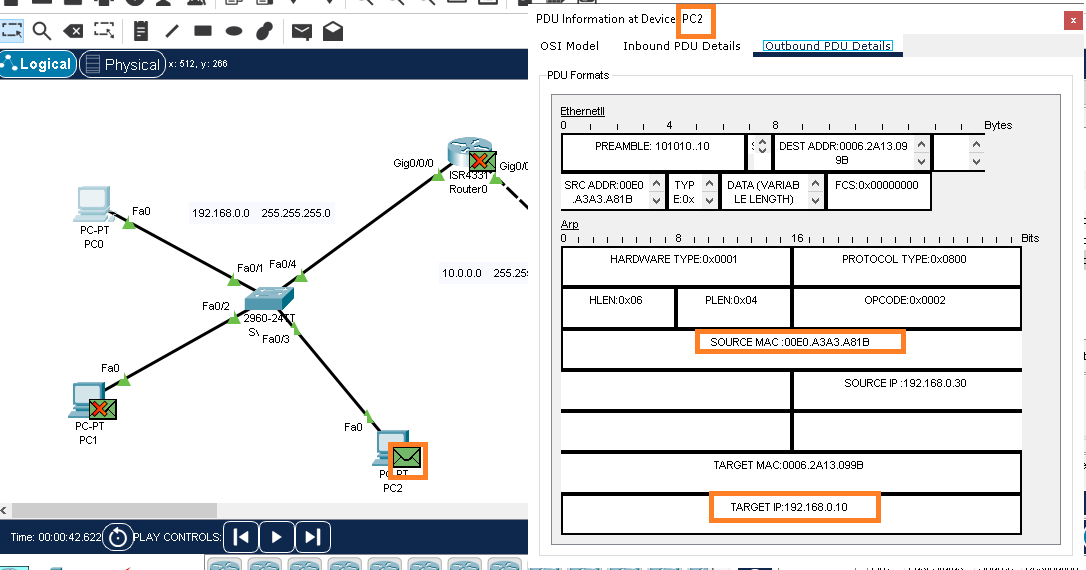 PDU Information at Device: PC2
x
OSI Model Inbound PDU Details Outbound PDU Details
PDU Formats
Logical Physical x: 512, y: 266
EthernetII
0 4 8 Bytes
PREAMBLE: 101010..10
DEST ADDR:0006.2A13.09
9B
SRC ADDR:00E0
.A3A3.A81B
TYP
E:0x
DATA (VARIAB
LE LENGTH)
FCS:0x00000000
Arp
0 8 16 Bits
HARDWARE TYPE:0x0001 PROTOCOL TYPE:0x0800
HLEN:0x06 PLEN:0x04 OPCODE:0x0002
SOURCE MAC :00E0.A3A3.A81B
SOURCE IP :192.168.0.30
TARGET MAC:0006.2A13.099B
TARGET IP:192.168.0.10
Gig0/0/0 Gig0/0
ISR4331
Router0
Fa0
192.168.0.0 255.255.255.0
PC-PT
PC0
Fa0/1 Fa0/4
10.0.0.0 255.25
Fa0/2
2960-24TT
Fa0/3
Fa0
PC-PT
PC1
Fa0
PC-PT
PC2
Time: 00:00:42.622 PLAY CONTROLS: